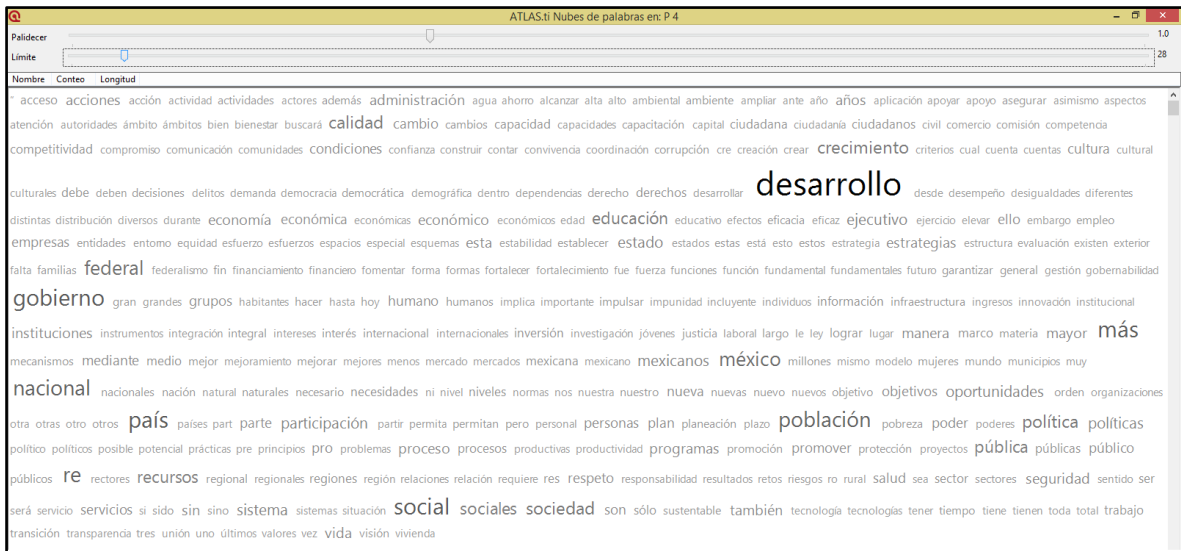 ATLAS.ti Nubes de palabras en: P 4
Palidecer 1.0
Límite 28
Nombre Conteo Longitud
" acceso acciones acción actividad actividades actores además administración agua ahorro alcanzar alta alto ambiental ambiente ampliar ante año años aplicación apoyar apoyo asegurar asimismo aspectos
atención autoridades ámbito ámbitos bien bienestar buscará calidad cambio cambios capacidad capacidades capacitación capital ciudadana ciudadanía ciudadanos civil comercio comisión competencia
competitividad compromiso comunicación comunidades condiciones confianza construir contar convivencia coordinación corrupción cre creación crear crecimiento criterios cual cuenta cuentas cultura cultural
culturales debe deben decisiones delitos demanda democracia democrática demográfica dentro dependencias derecho derechos desarrollar desarrollo desde desempeño desigualdades diferentes
distintas distribución diversos durante economía económica económicas económico económicos edad educación educativo efectos eficacia eficaz ejecutivo ejercicio elevar ello embargo empleo
empresas entidades entorno equidad esfuerzo esfuerzos espacios especial esquemas esta estabilidad establecer estado estados estas está esto estos estrategia estrategias estructura evaluación existen exterior
falta familias federal federalismo fin financiamiento financiero fomentar forma formas fortalecer fortalecimiento fue fuerza funciones función fundamental fundamentales futuro garantizar general gestión gobernabilidad
gobierno gran grandes grupos habitantes hacer hasta hoy humano humanos implica importante impulsar impunidad incluyente individuos información infraestructura ingresos innovación institucional
instituciones instrumentos integración integral intereses interés internacional internacionales inversión investigación jóvenes justicia laboral largo le ley lograr lugar manera marco materia mayor más
mecanismos mediante medio mejor mejoramiento mejorar mejores menos mercado mercados mexicana mexicano mexicanos méxico millones mismo modelo mujeres mundo municipios muy
nacional nacionales nación natural naturales necesario necesidades ni nivel niveles normas nos nuestra nuestro nueva nuevas nuevo nuevos objetivo objetivos oportunidades orden organizaciones
otra otras otro otros país países part parte participación partir permita permitan pero personal personas plan planeación plazo población pobreza poder poderes política políticas
político políticos posible potencial prácticas pre principios pro problemas proceso procesos productivas productividad programas promoción promover protección proyectos pública públicas público
públicos re rectores recursos regional regionales regiones región relaciones relación requiere res respeto responsabilidad resultados retos riesgos ro rural salud sea sector sectores seguridad sentido ser
será servicio servicios si sido sin sino sistema sistemas situación social sociales sociedad son sólo sustentable también tecnología tecnologías tener tiempo tiene tienen toda total trabajo
transición transparencia tres unión uno últimos valores vez vida visión vivienda